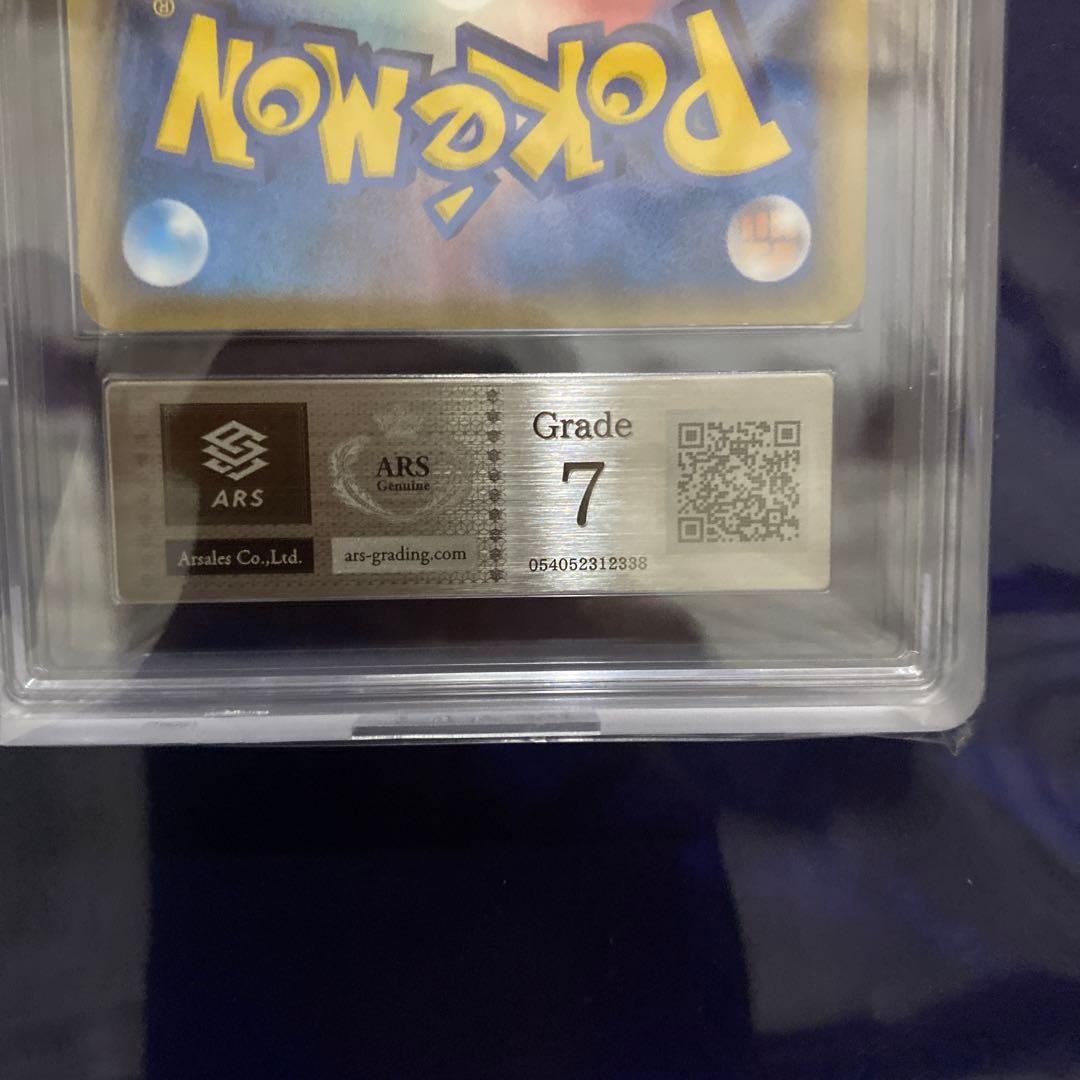 POKéMON
®
ARS
Arsales Co.,Ltd.
ARS
Genuine
ars-grading.com
Grade
7
054052312338